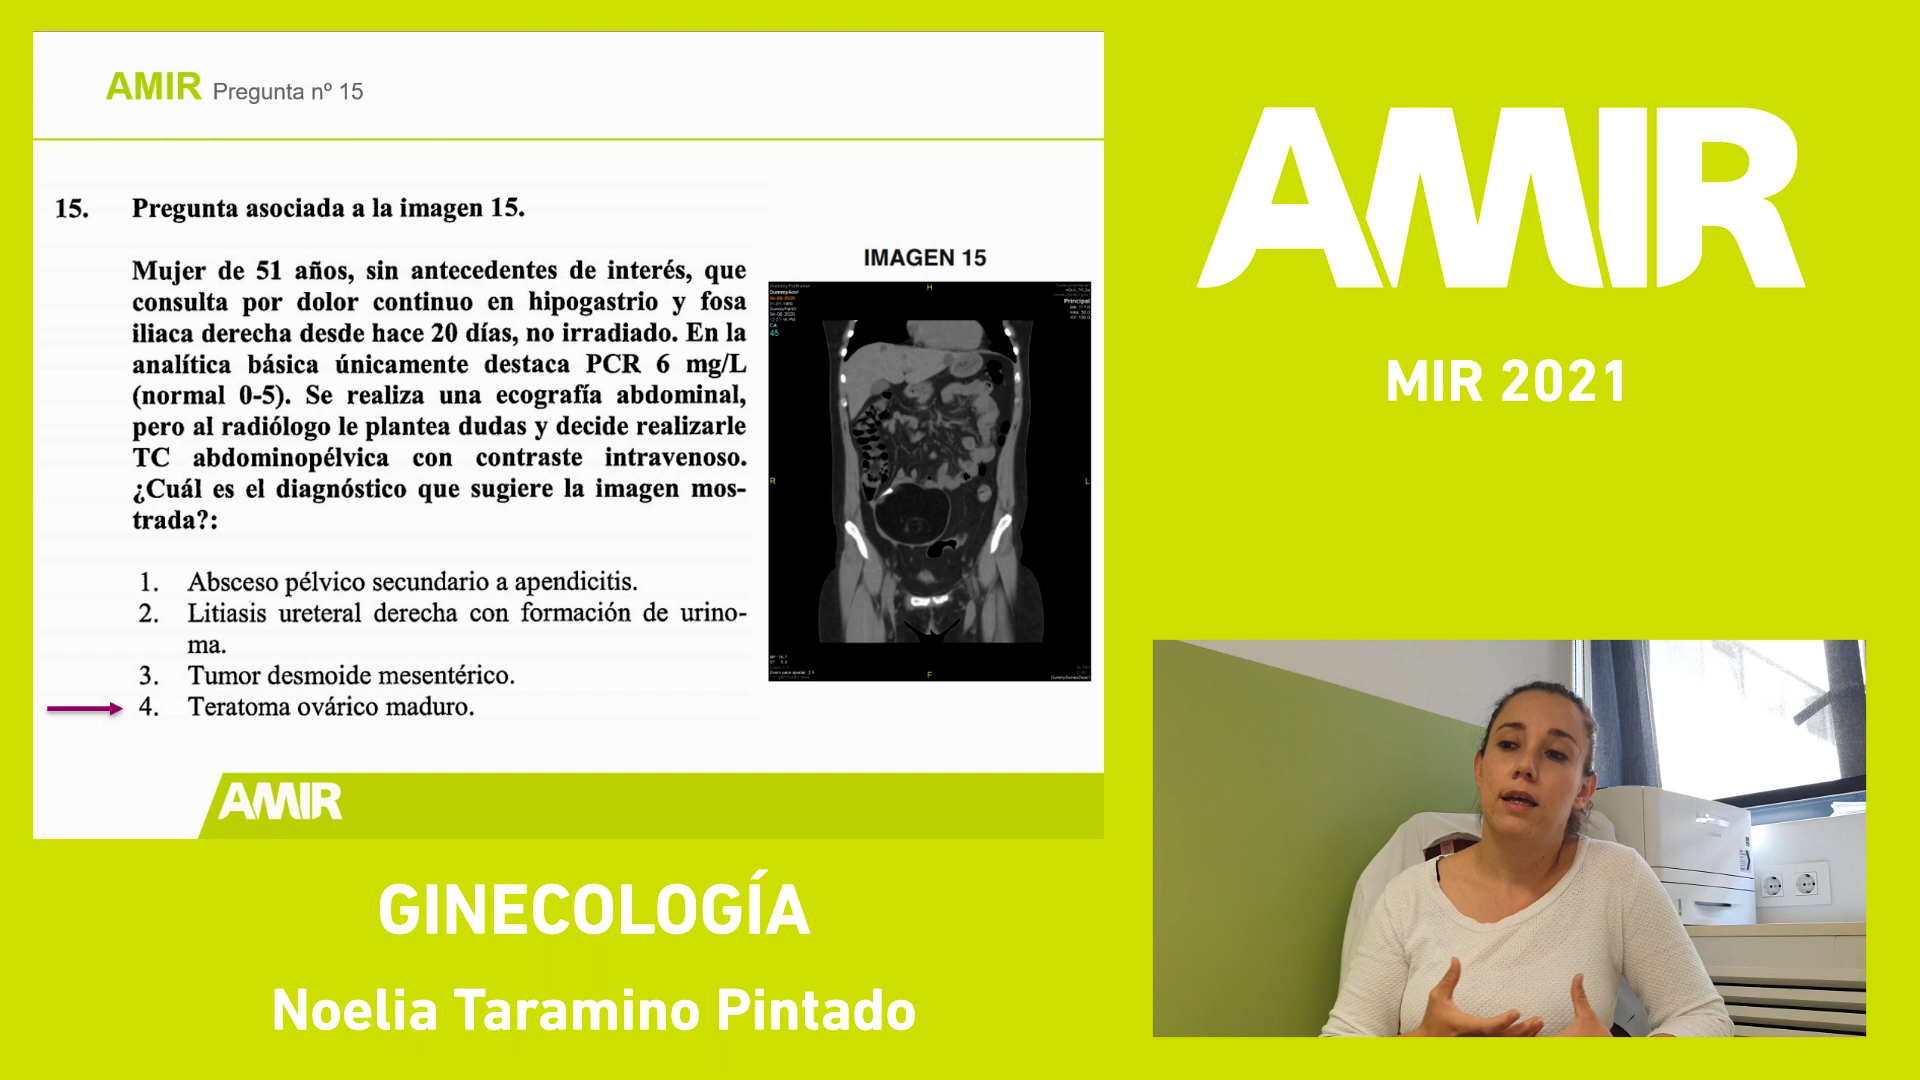 AMIR Pregunta nº 15
15. Pregunta asociada a la imagen 15.
Mujer de 51 años, sin antecedentes de interés, que
consulta por dolor continuo en hipogastrio y fosa
iliaca derecha desde hace 20 días, no irradiado. En la
analítica básica únicamente destaca PCR 6 mg/L
(normal 0-5). Se realiza una ecografía abdominal,
pero al radiólogo le plantea dudas y decide realizarle
TC abdominopélvica con contraste intravenoso.
¿Cuál es el diagnóstico que sugiere la imagen mos-
trada?:
1. Absceso pélvico secundario a apendicitis.
2. Litiasis ureteral derecha con formación de urino-
ma.
3. Tumor desmoide mesentérico.
4. Teratoma ovárico maduro.
IMAGEN 15
H
Principal
45
R
L
F
AMIR
AMIR
MIR 2021
GINECOLOGÍA
Noelia Taramino Pintado